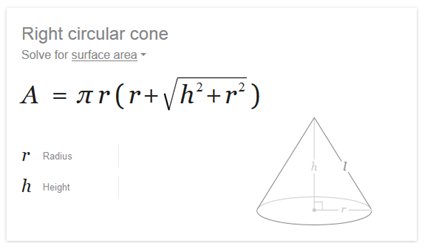 Right circular cone
Solve for surface area
A = πr(r+√h²+r²)
r Radius
h Height
h
l
r